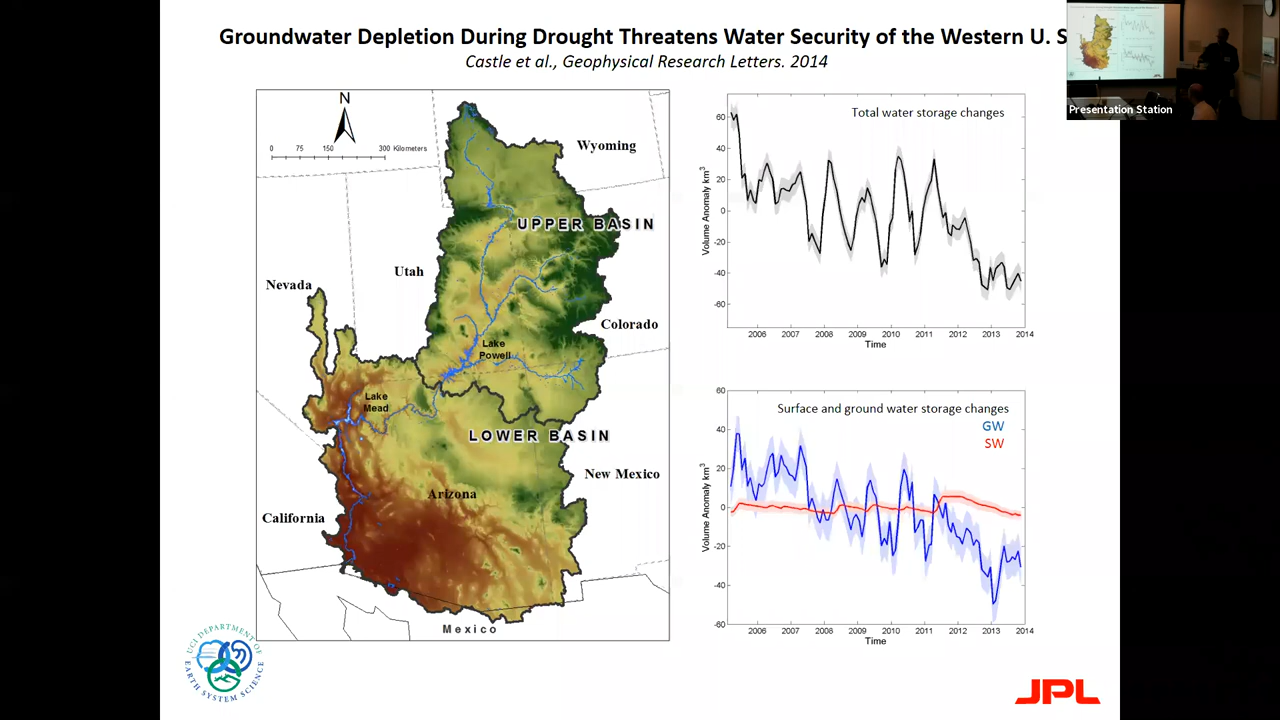 Groundwater Depletion During Drought Threatens Water Security of the Western U. S
Castle et al., Geophysical Research Letters. 2014
Presentation Station
N
0 75 150 300 Kilometers
Wyoming
UPPER BASIN
Utah
Nevada
Colorado
Lake
Powell
Lake
Mead
LOWER BASIN
New Mexico
Arizona
California
Mexico
Total water storage changes
Volume Anomaly km3
60
40
20
0
-20
-40
-60
2006 2007 2008 2009 2010 2011 2012 2013 2014
Time
Surface and ground water storage changes
GW
SW
Volume Anomaly km3
60
40
20
0
-20
-40
-60
2006 2007 2008 2009 2010 2011 2012 2013 2014
Time
UCI DEPARTMENT OF
EARTH SYSTEM SCIENCE
JPL